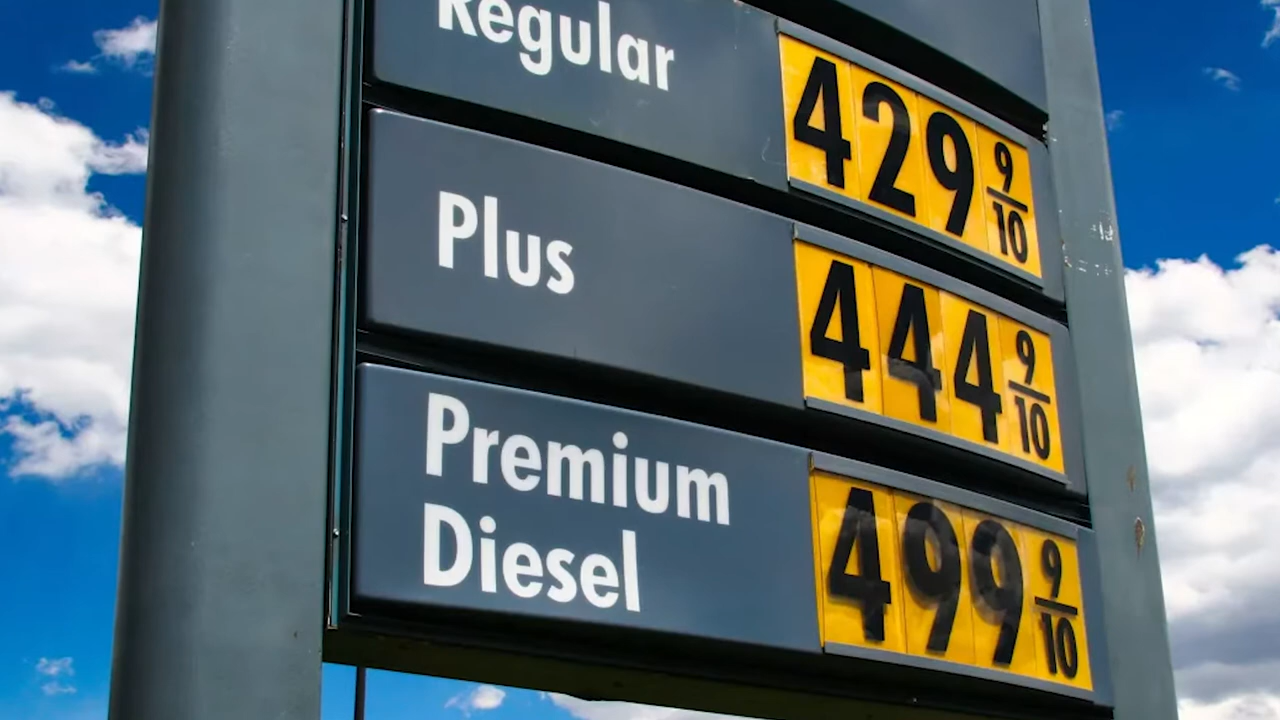 Regular 429 9/10
Plus 444 9/10
Premium
Diesel 499 9/10